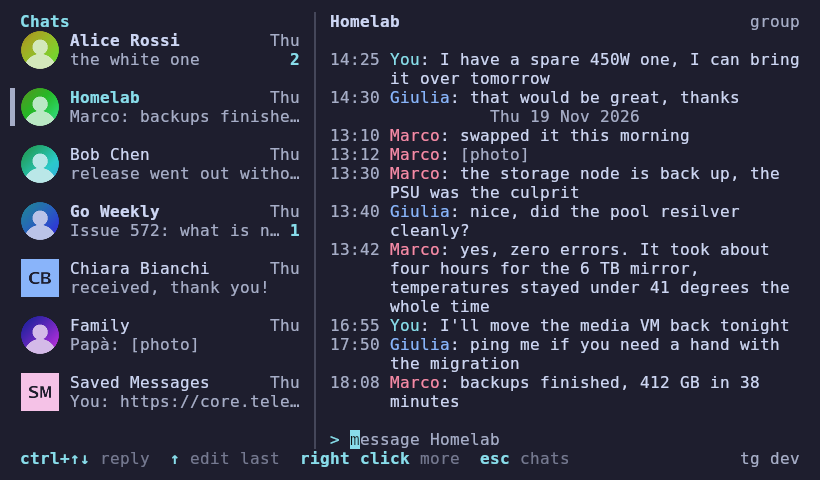 Chats
Alice Rossi Thu
the white one 2
Homelab Thu
Marco: backups finishe…
Bob Chen Thu
release went out witho…
Go Weekly Thu
Issue 572: what is n… 1
CB
Chiara Bianchi Thu
received, thank you!
Family Thu
Papà: [photo]
SM
Saved Messages Thu
You: https://core.tele…
Homelab group
14:25 You: I have a spare 450W one, I can bring
it over tomorrow
14:30 Giulia: that would be great, thanks
Thu 19 Nov 2026
13:10 Marco: swapped it this morning
13:12 Marco: [photo]
13:30 Marco: the storage node is back up, the
PSU was the culprit
13:40 Giulia: nice, did the pool resilver
cleanly?
13:42 Marco: yes, zero errors. It took about
four hours for the 6 TB mirror,
temperatures stayed under 41 degrees the
whole time
16:55 You: I'll move the media VM back tonight
17:50 Giulia: ping me if you need a hand with
the migration
18:08 Marco: backups finished, 412 GB in 38
minutes
> message Homelab
ctrl+↑↓ reply ↑ edit last right click more esc chats tg dev